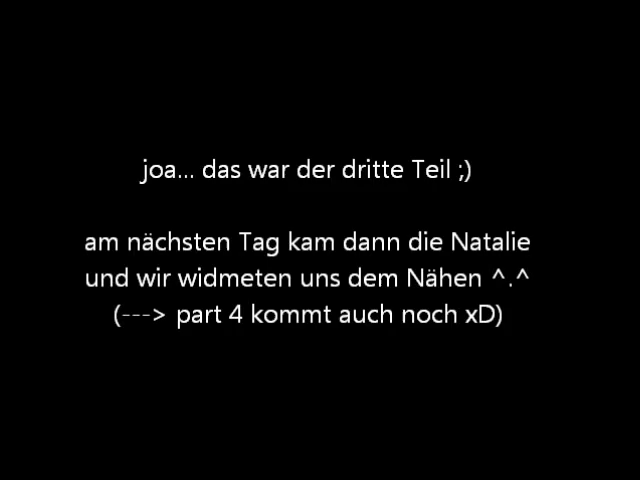 joa... das war der dritte Teil ;)
am nächsten Tag kam dann die Natalie
und wir widmeten uns dem Nähen ^.^
(---> part 4 kommt auch noch xD)